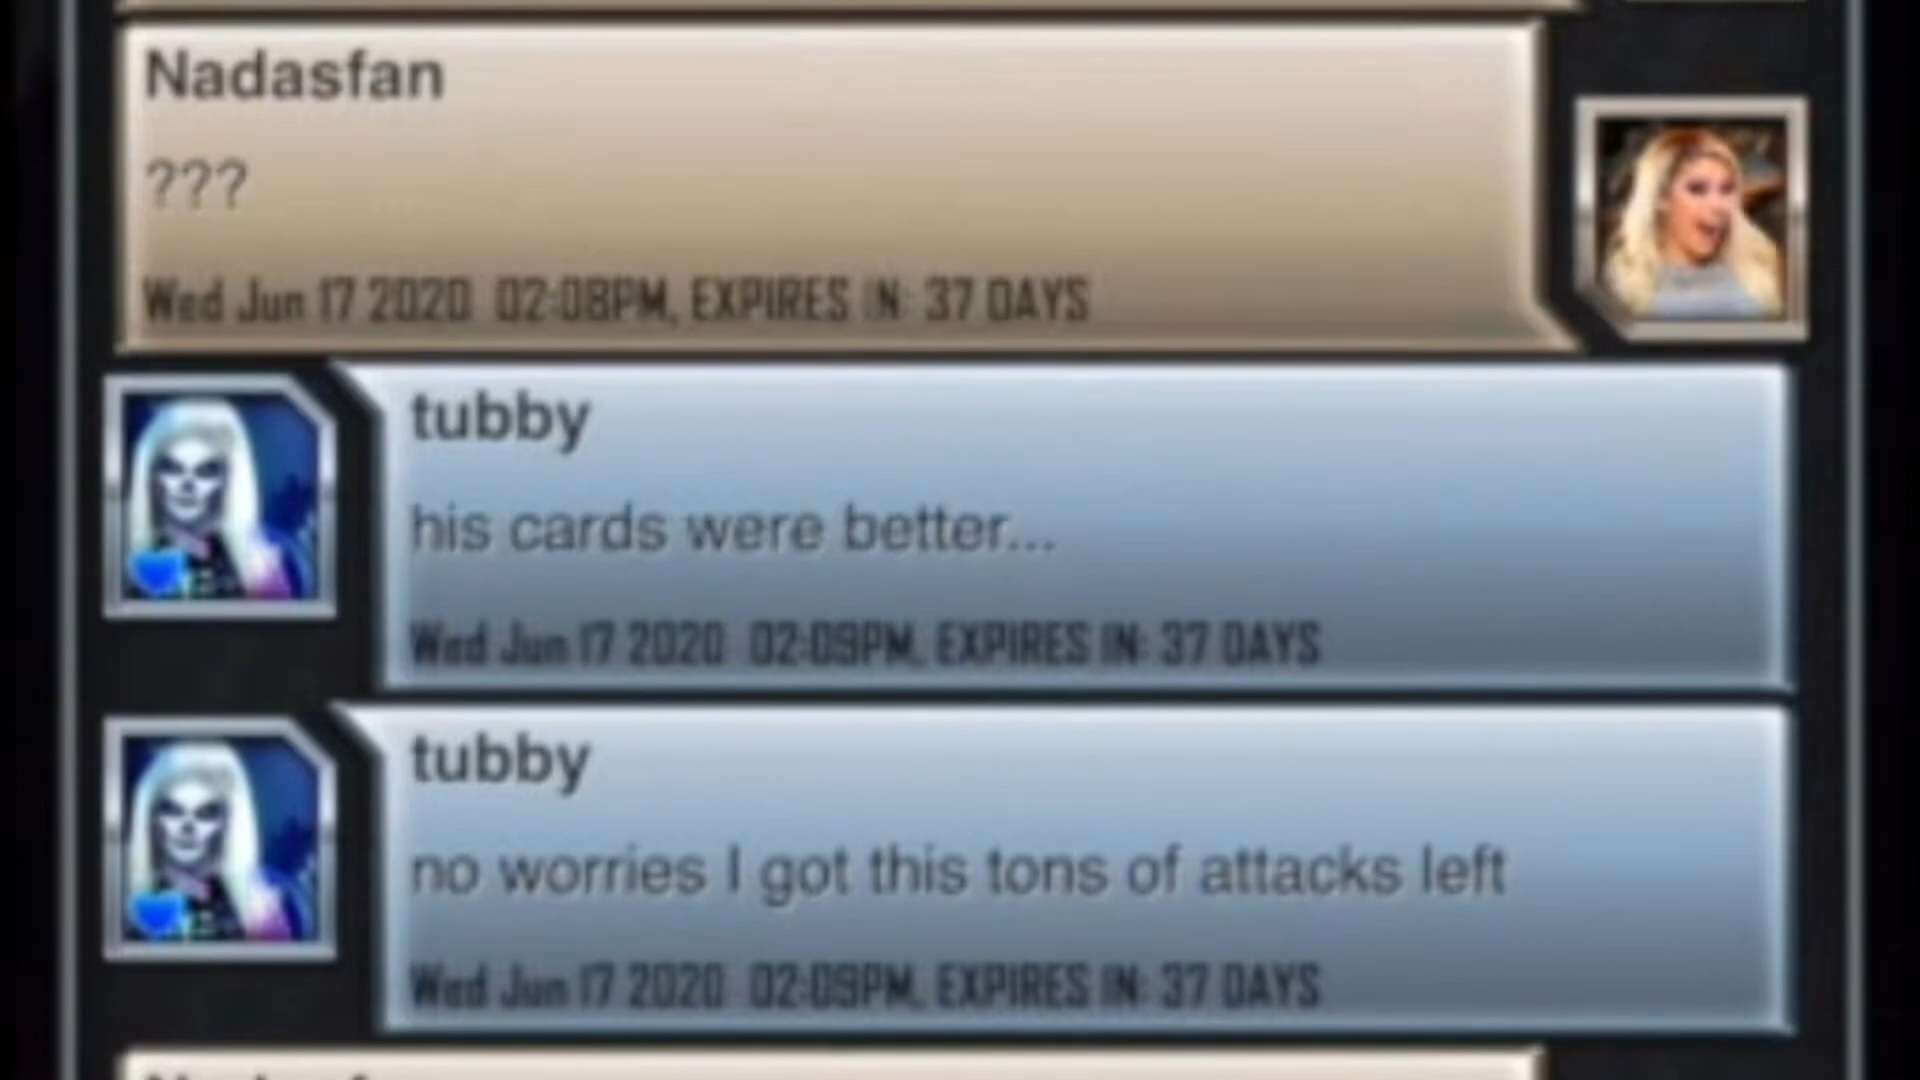 Nadasfan
???
Wed Jun 17 2020 02:08PM, EXPIRES IN: 37 DAYS
tubby
his cards were better...
Wed Jun 17 2020 02:09PM, EXPIRES IN: 37 DAYS
tubby
no worries I got this tons of attacks left
Wed Jun 17 2020 02:09PM, EXPIRES IN: 37 DAYS